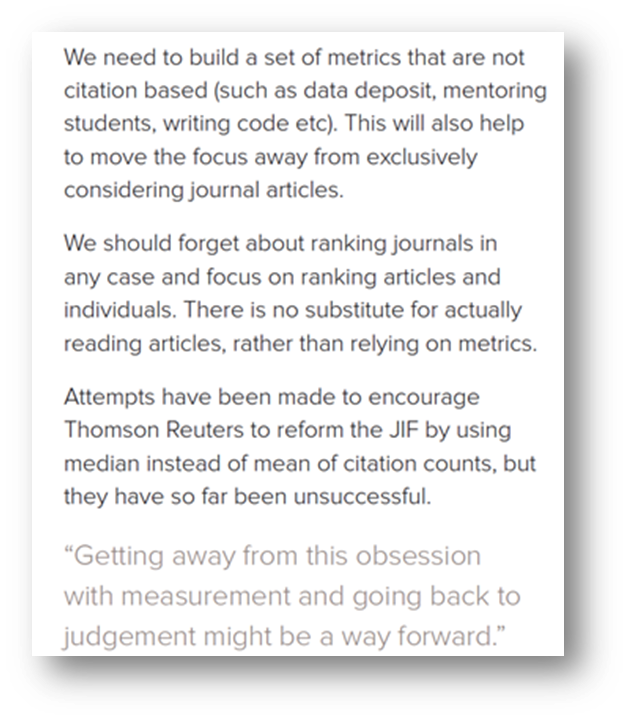 We need to build a set of metrics that are not
citation based (such as data deposit, mentoring
students, writing code etc). This will also help
to move the focus away from exclusively
considering journal articles.
We should forget about ranking journals in
any case and focus on ranking articles and
individuals. There is no substitute for actually
reading articles, rather than relying on metrics.
Attempts have been made to encourage
Thomson Reuters to reform the JIF by using
median instead of mean of citation counts, but
they have so far been unsuccessful.
“Getting away from this obsession
with measurement and going back to
judgement might be a way forward.”